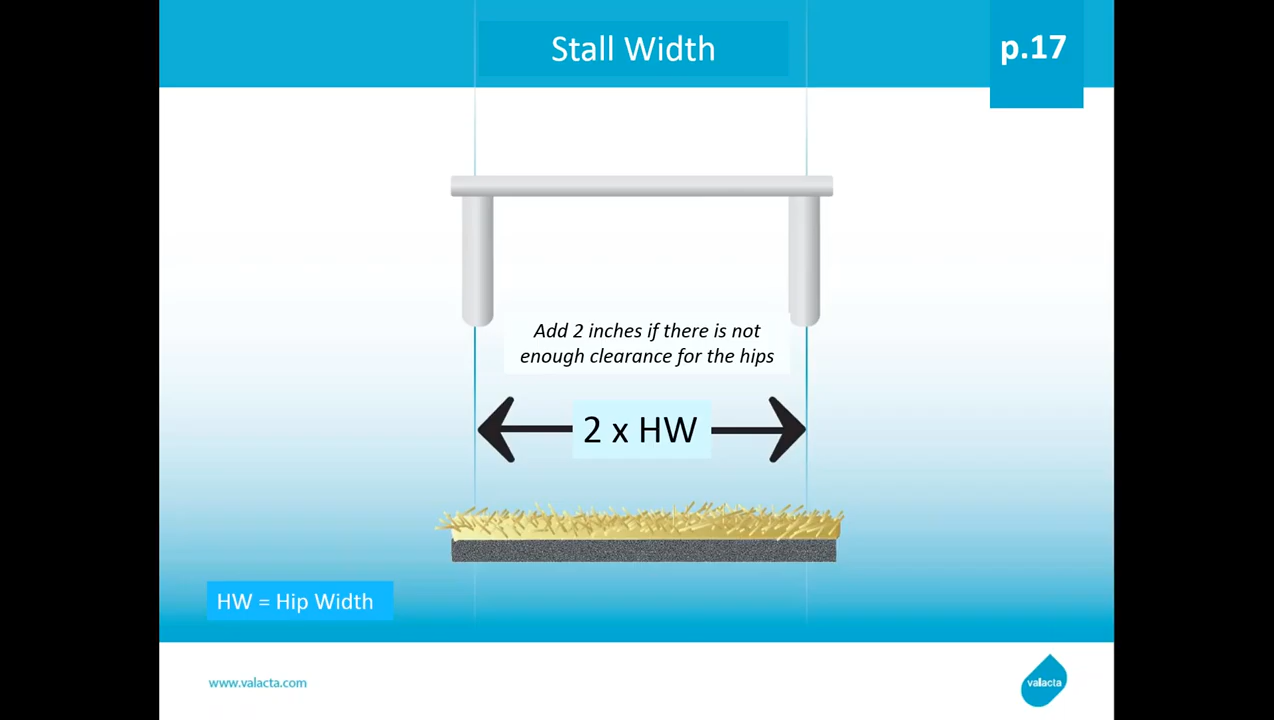 Stall Width
p.17
Add 2 inches if there is not
enough clearance for the hips
2 x HW
HW = Hip Width
www.valacta.com
valacta